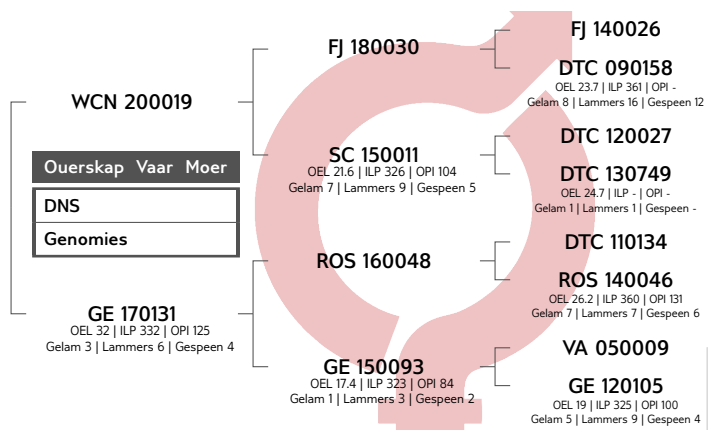 FJ 140026
FJ 180030
DTC 090158
OEL 23.7 | ILP 361 | OPI -
Gelam 8 | Lammers 16 | Gespeen 12
WCN 200019
DTC 120027
SC 150011
OEL 21.6 | ILP 326 | OPI 104
Gelam 7 | Lammers 9 | Gespeen 5
DTC 130749
OEL 24.7 | ILP - | OPI -
Gelam 1 | Lammers 1 | Gespeen -
Ouerskap Vaar Moer
DNS
Genomies
DTC 110134
ROS 160048
ROS 140046
OEL 26.2 | ILP 360 | OPI 131
Gelam 7 | Lammers 7 | Gespeen 6
GE 170131
OEL 32 | ILP 332 | OPI 125
Gelam 3 | Lammers 6 | Gespeen 4
VA 050009
GE 150093
OEL 17.4 | ILP 323 | OPI 84
Gelam 1 | Lammers 3 | Gespeen 2
GE 120105
OEL 19 | ILP 325 | OPI 100
Gelam 5 | Lammers 9 | Gespeen 4